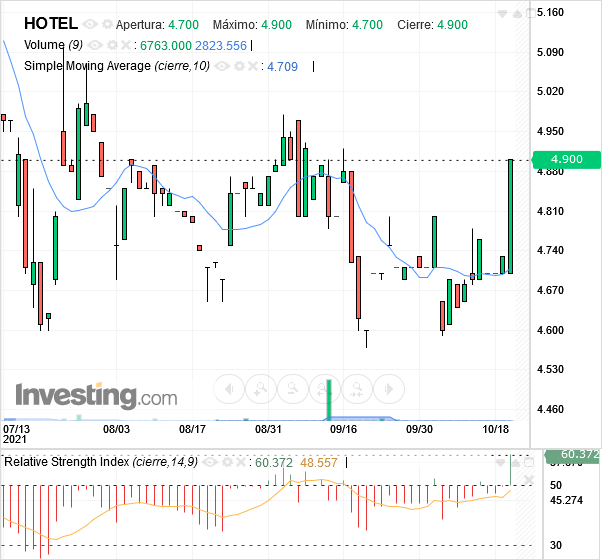 HOTEL Apertura: 4.700 Máximo: 4.900 Mínimo: 4.700 Cierre: 4.900
Volume (9) : 6763.000 2823.556
Simple Moving Average (cierre,10) : 4.709
5.160
5.090
5.020
4.950
4.900
4.880
4.810
4.740
4.670
4.600
4.530
4.460
Investing.com
07/13 08/03 08/17 08/31 09/16 09/30 10/18
2021
Relative Strength Index (cierre,14,9) : 60.372 48.557
60.372
50
45.274
30